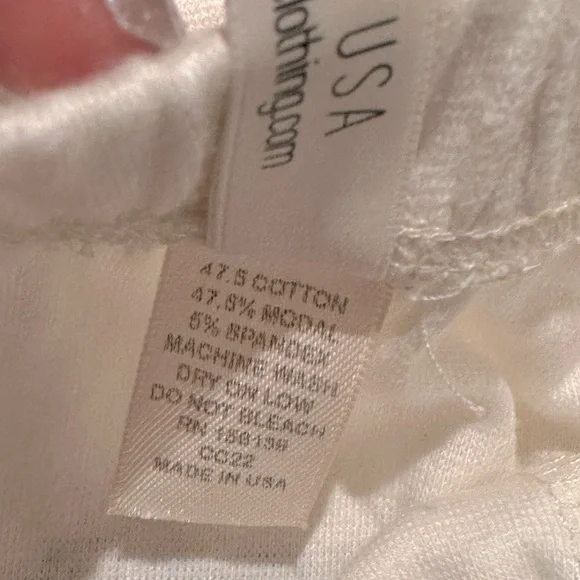 USA
clothing.com
47.5 COTTON
47.5% MODAL
5% SPANDEX
MACHINE WASH
DRY ON LOW
DO NOT BLEACH
RN 158136
CC22
MADE IN USA